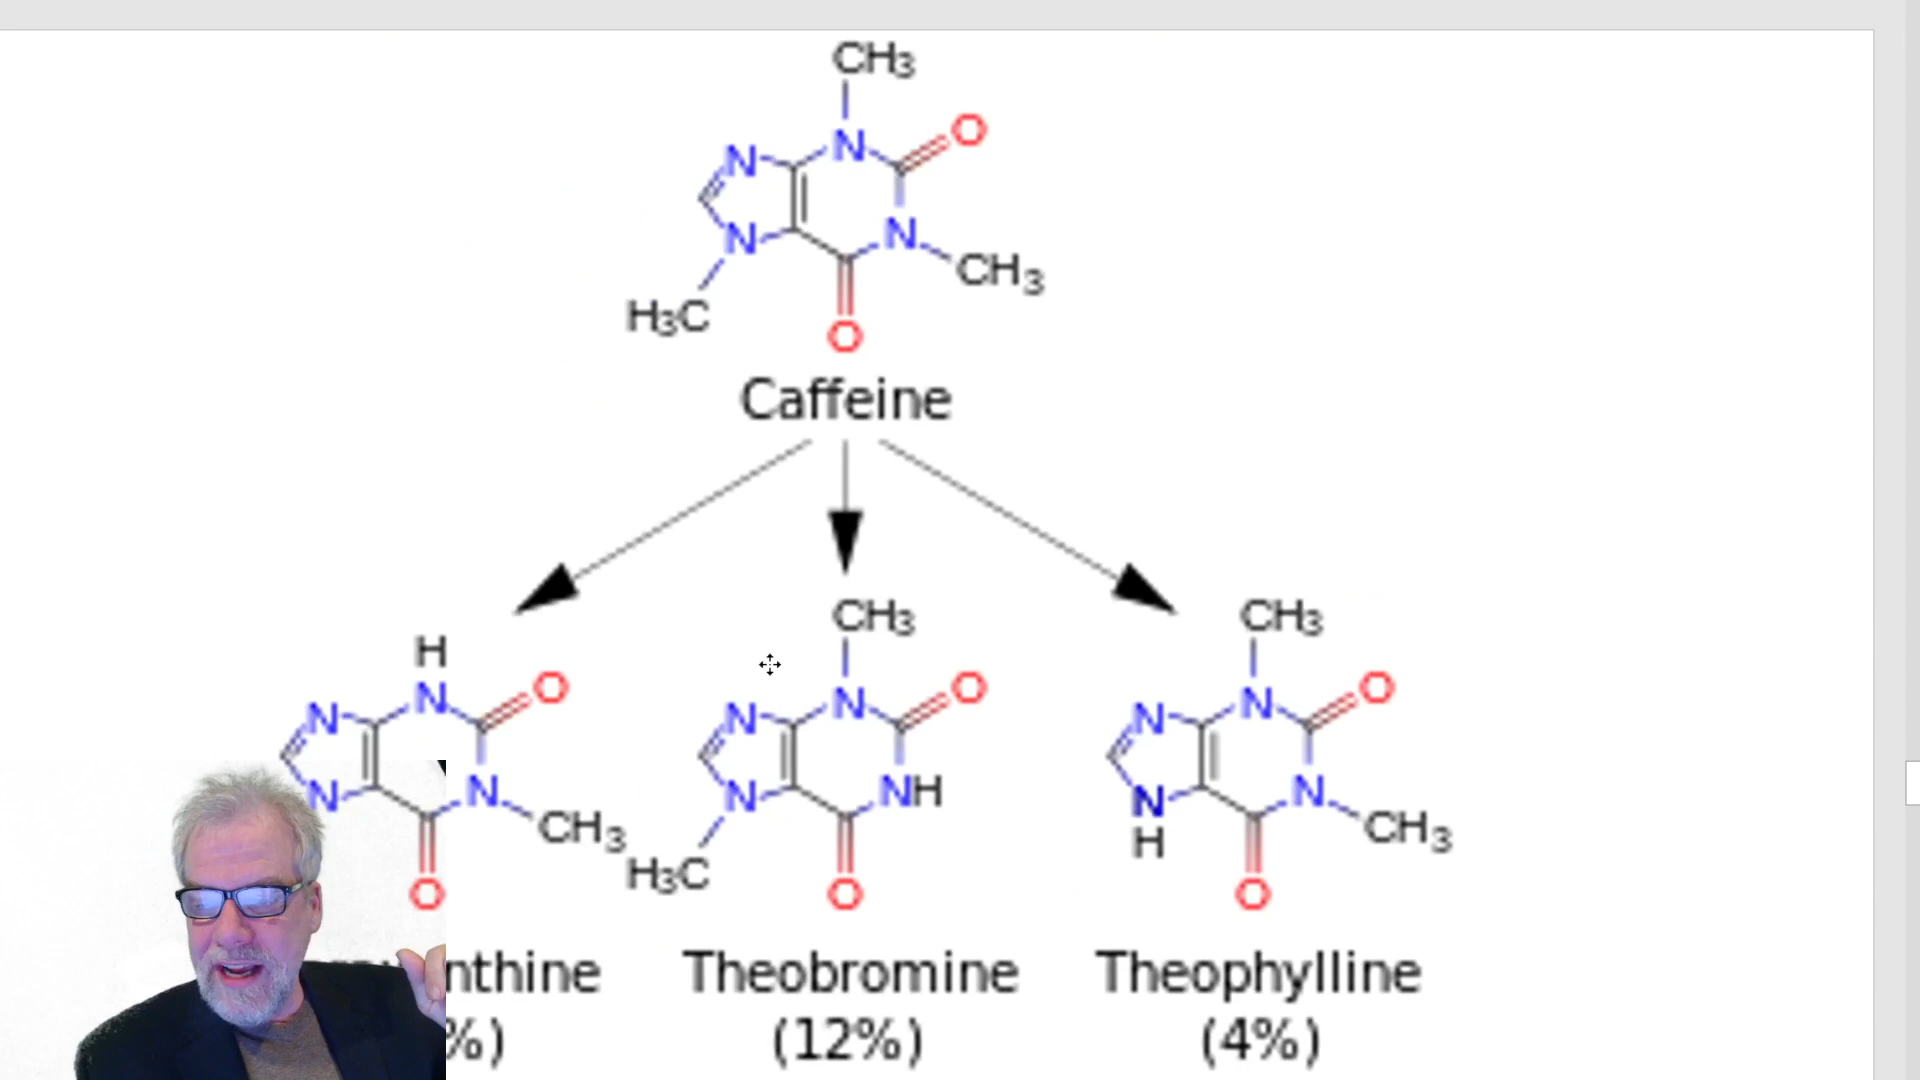 CH3
N
N
O
N
N
CH3
H3C
O
Caffeine
H
N
N
O
N
N
CH3
O
CH3
N
N
O
N
NH
H3C
O
CH3
N
N
O
N
H
N
CH3
O
nthine
Theobromine
Theophylline
%)
(12%)
(4%)